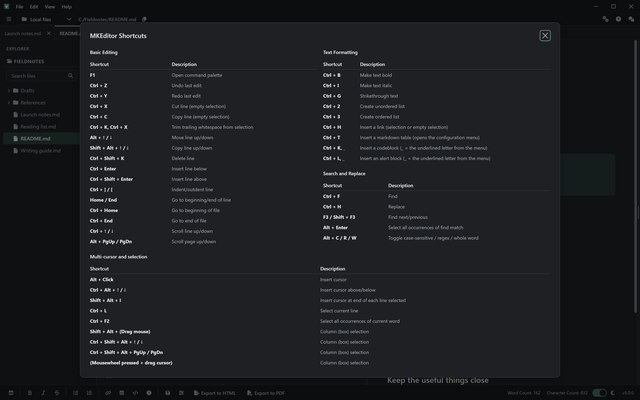 File Edit View Help
Local files
C:/Fieldnotes/README.md
Launch notes.md
README.md
EXPLORER
FIELDNOTES
Search files
Drafts
References
Launch notes.md
Reading list.md
README.md
Writing guide.md
MKEditor Shortcuts
Basic Editing
Shortcut Description
F1 Open command palette
Ctrl + Z Undo last edit
Ctrl + Y Redo last edit
Ctrl + X Cut line (empty selection)
Ctrl + C Copy line (empty selection)
Ctrl + K, Ctrl + X Trim trailing whitespace from selection
Alt + ↑ / ↓ Move line up/down
Shift + Alt + ↑ / ↓ Copy line up/down
Ctrl + Shift + K Delete line
Ctrl + Enter Insert line below
Ctrl + Shift + Enter Insert line above
Ctrl + ] / [ Indent/outdent line
Home / End Go to beginning/end of line
Ctrl + Home Go to beginning of file
Ctrl + End Go to end of file
Ctrl + ↑ / ↓ Scroll line up/down
Alt + PgUp / PgDn Scroll page up/down
Text Formatting
Shortcut Description
Ctrl + B Make text bold
Ctrl + I Make text italic
Ctrl + G Strikethrough text
Ctrl + 2 Create unordered list
Ctrl + 3 Create ordered list
Ctrl + H Insert a link (selection or empty selection)
Ctrl + T Insert a markdown table (opens the configuration menu)
Ctrl + K, _ Insert a codeblock (_ = the underlined letter from the menu)
Ctrl + L, _ Insert an alert block (_ = the underlined letter from the menu)
Search and Replace
Shortcut Description
Ctrl + F Find
Ctrl + H Replace
F3 / Shift + F3 Find next/previous
Alt + Enter Select all occurrences of find match
Alt + C / R / W Toggle case-sensitive / regex / whole word
Multi-cursor and selection
Shortcut Description
Alt + Click Insert cursor
Ctrl + Alt + ↑ / ↓ Insert cursor above/below
Shift + Alt + I Insert cursor at end of each line selected
Ctrl + L Select current line
Ctrl + F2 Select all occurrences of current word
Shift + Alt + (Drag mouse) Column (box) selection
Ctrl + Shift + Alt + ↑ / ↓ Column (box) selection
Ctrl + Shift + Alt + PgUp / PgDn Column (box) selection
(Mousewheel pressed + drag cursor) Column (box) selection
Keep the useful things close
Export to HTML
Export to PDF
Word Count:
Character Count: